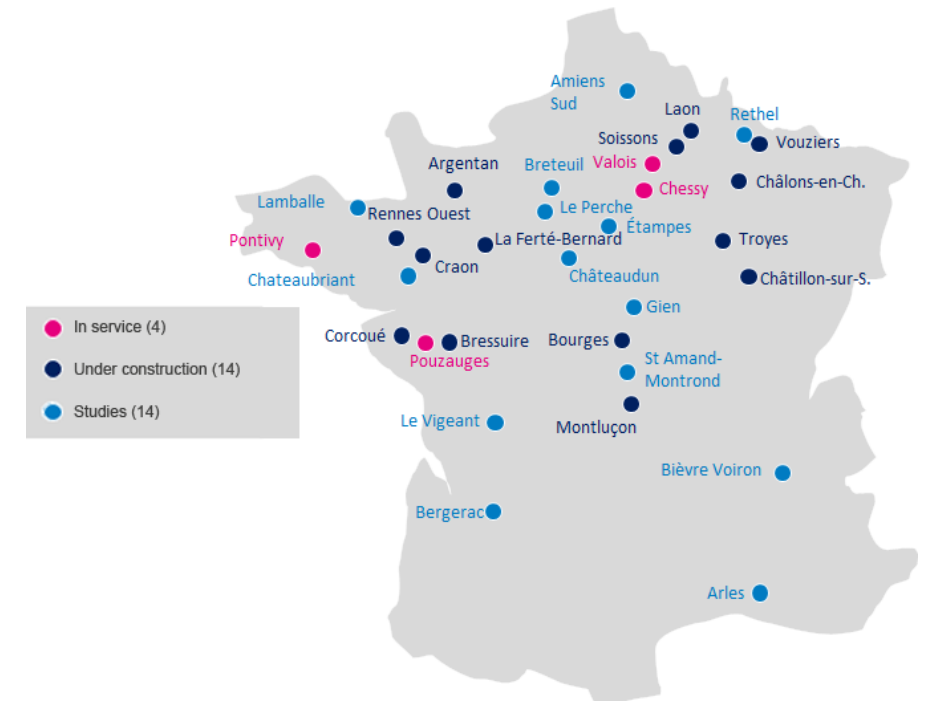 Amiens
Sud
Laon
Rethel
Soissons
Vouziers
Argentan
Breteuil
Valois
Châlons-en-Ch.
Chessy
Lamballe
Le Perche
Rennes Ouest
Étampes
Pontivy
La Ferté-Bernard
Troyes
Craon
Chateaubriant
Châteaudun
Châtillon-sur-S.
Gien
In service (4)
Corcoué
Bressuire
Bourges
Pouzauges
St Amand-
Montrond
Under construction (14)
Studies (14)
Le Vigeant
Montluçon
Bièvre Voiron
Bergerac
Arles